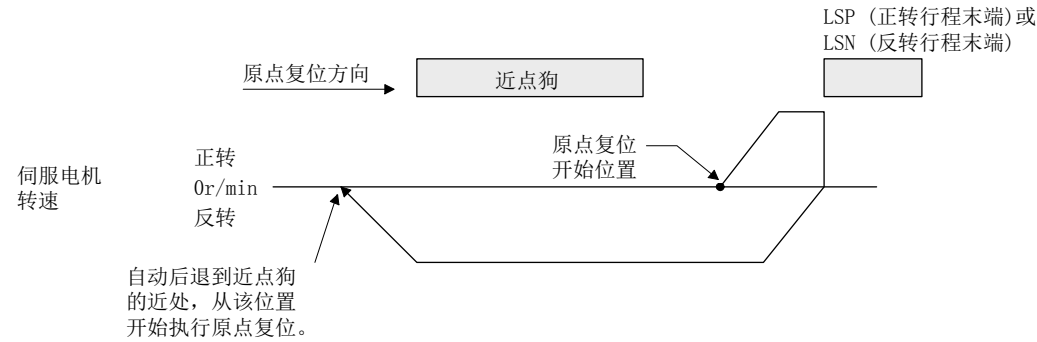 LSP (正转行程末端)或
LSN (反转行程末端)
原点复位方向
近点狗
原点复位
开始位置
伺服电机
转速
正转
0r/min
反转
自动后退到近点狗
的近处，从该位置
开始执行原点复位。